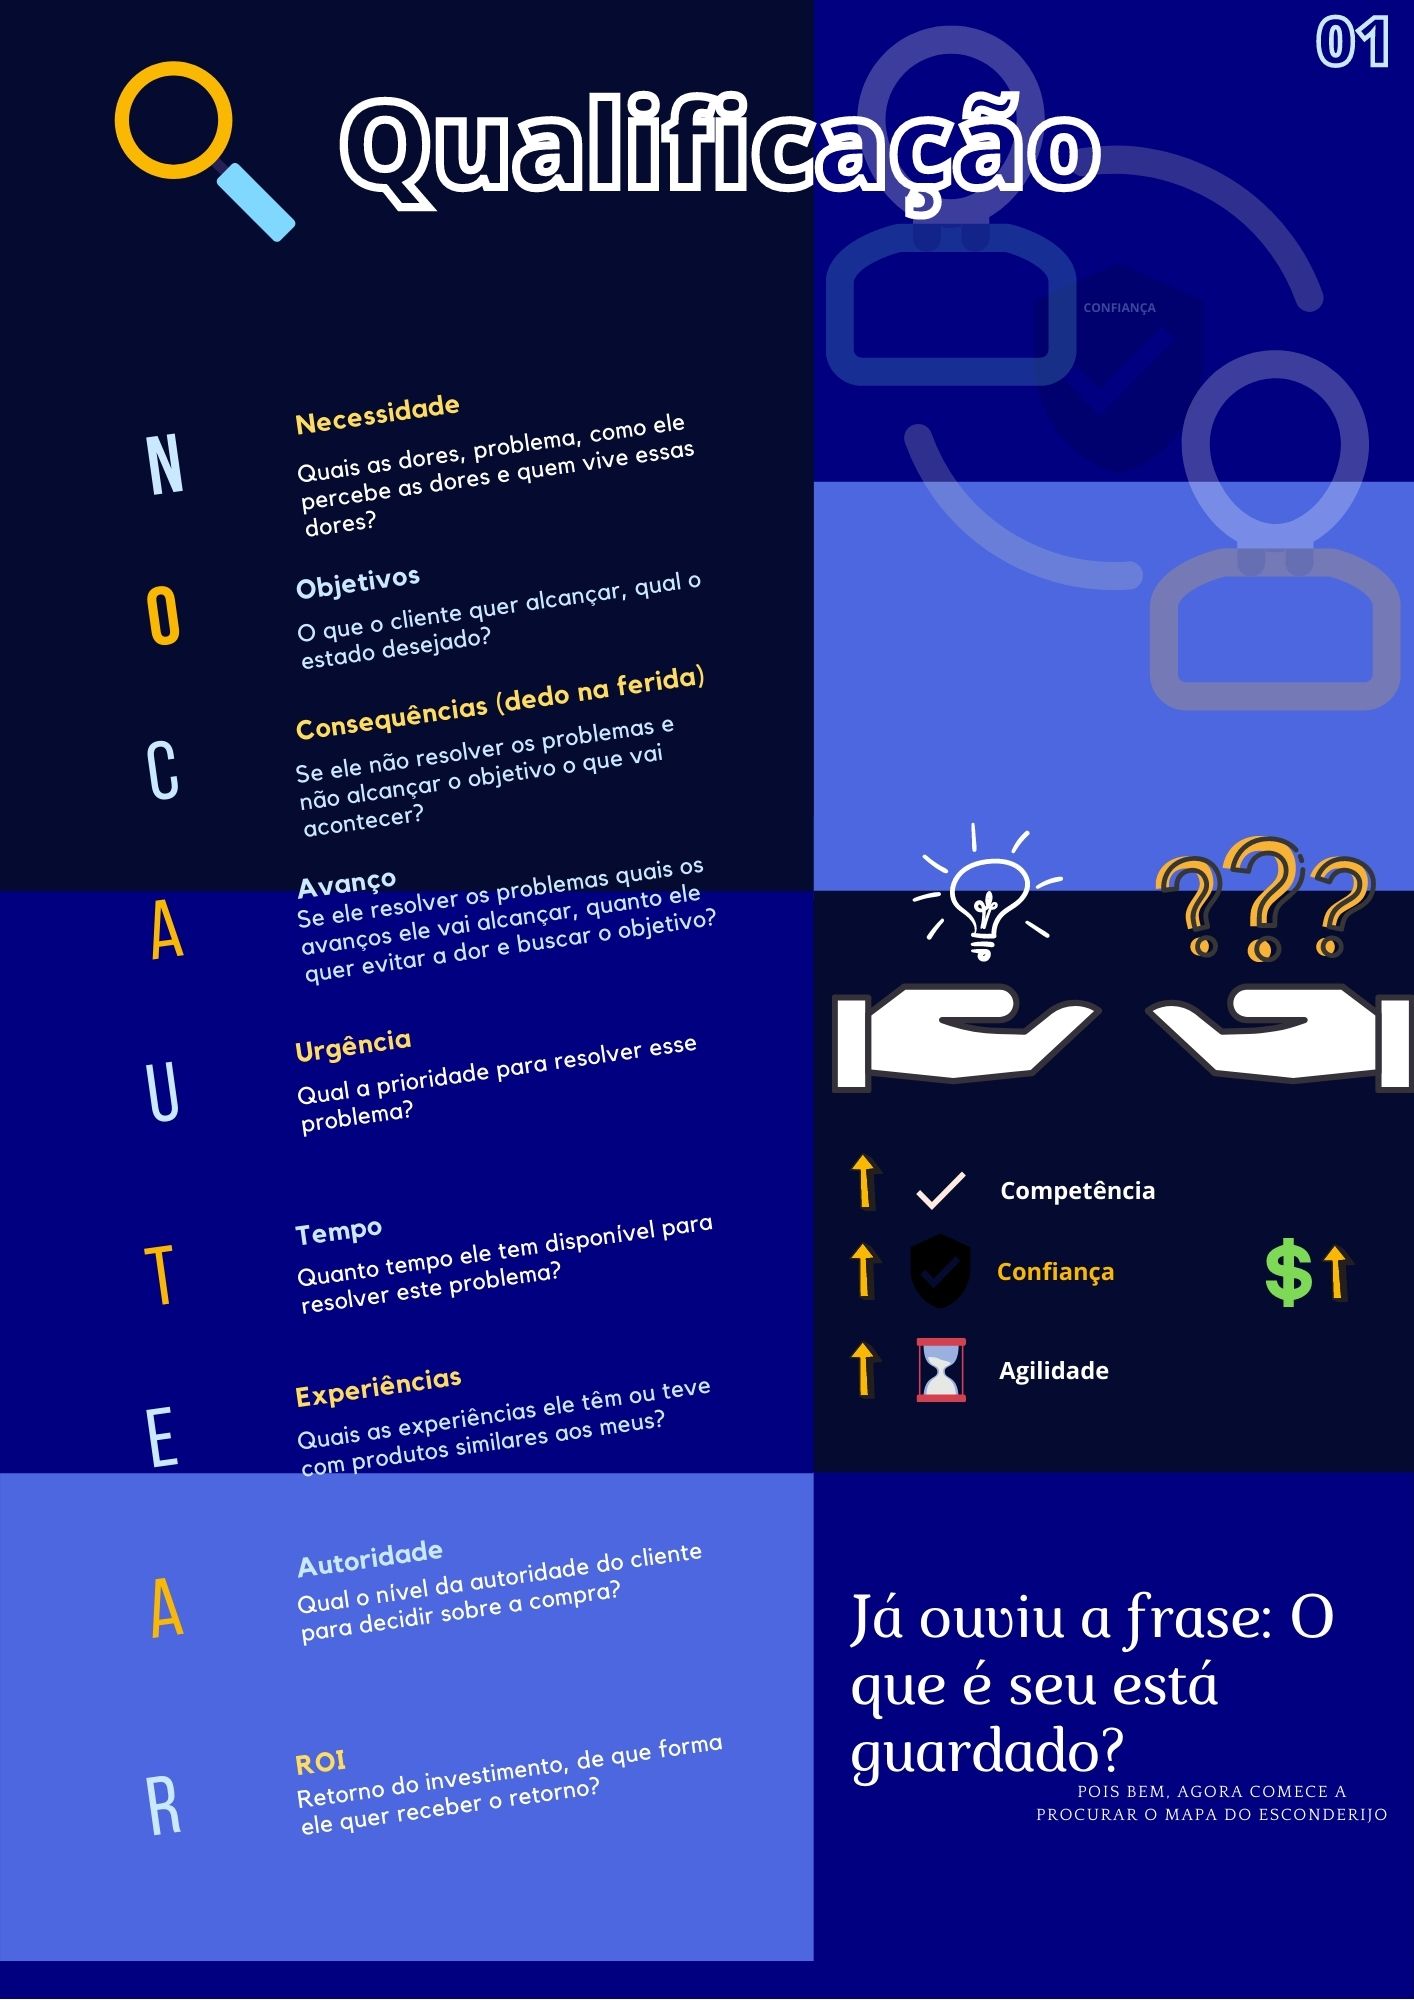 01
Qualificação
CONFIANÇA
N
Necessidade
Quais as dores, problema, como ele
percebe as dores e quem vive essas
dores?
O
Objetivos
O que o cliente quer alcançar, qual o
estado desejado?
C
Consequências (dedo na ferida)
Se ele não resolver os problemas e
não alcançar o objetivo o que vai
acontecer?
A
Avanço
Se ele resolver os problemas quais os
avanços ele vai alcançar, quanto ele
quer evitar a dor e buscar o objetivo?
U
Urgência
Qual a prioridade para resolver esse
problema?
T
Tempo
Quanto tempo ele tem disponível para
resolver este problema?
E
Experiências
Quais as experiências ele têm ou teve
com produtos similares aos meus?
A
Autoridade
Qual o nível da autoridade do cliente
para decidir sobre a compra?
R
ROI
Retorno do investimento, de que forma
ele quer receber o retorno?
???
Competência
Confiança
$
Agilidade
Já ouviu a frase: O
que é seu está
guardado?
POIS BEM, AGORA COMECE A
PROCURAR O MAPA DO ESCONDERIJO